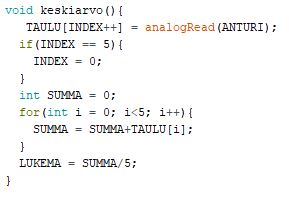 void keskiarvo(){
TAULU[INDEX++] = analogRead(ANTURI);
if(INDEX == 5){
INDEX = 0;
}
int SUMMA = 0;
for(int i = 0; i<5; i++){
SUMMA = SUMMA+TAULU[i];
}
LUKEMA = SUMMA/5;
}